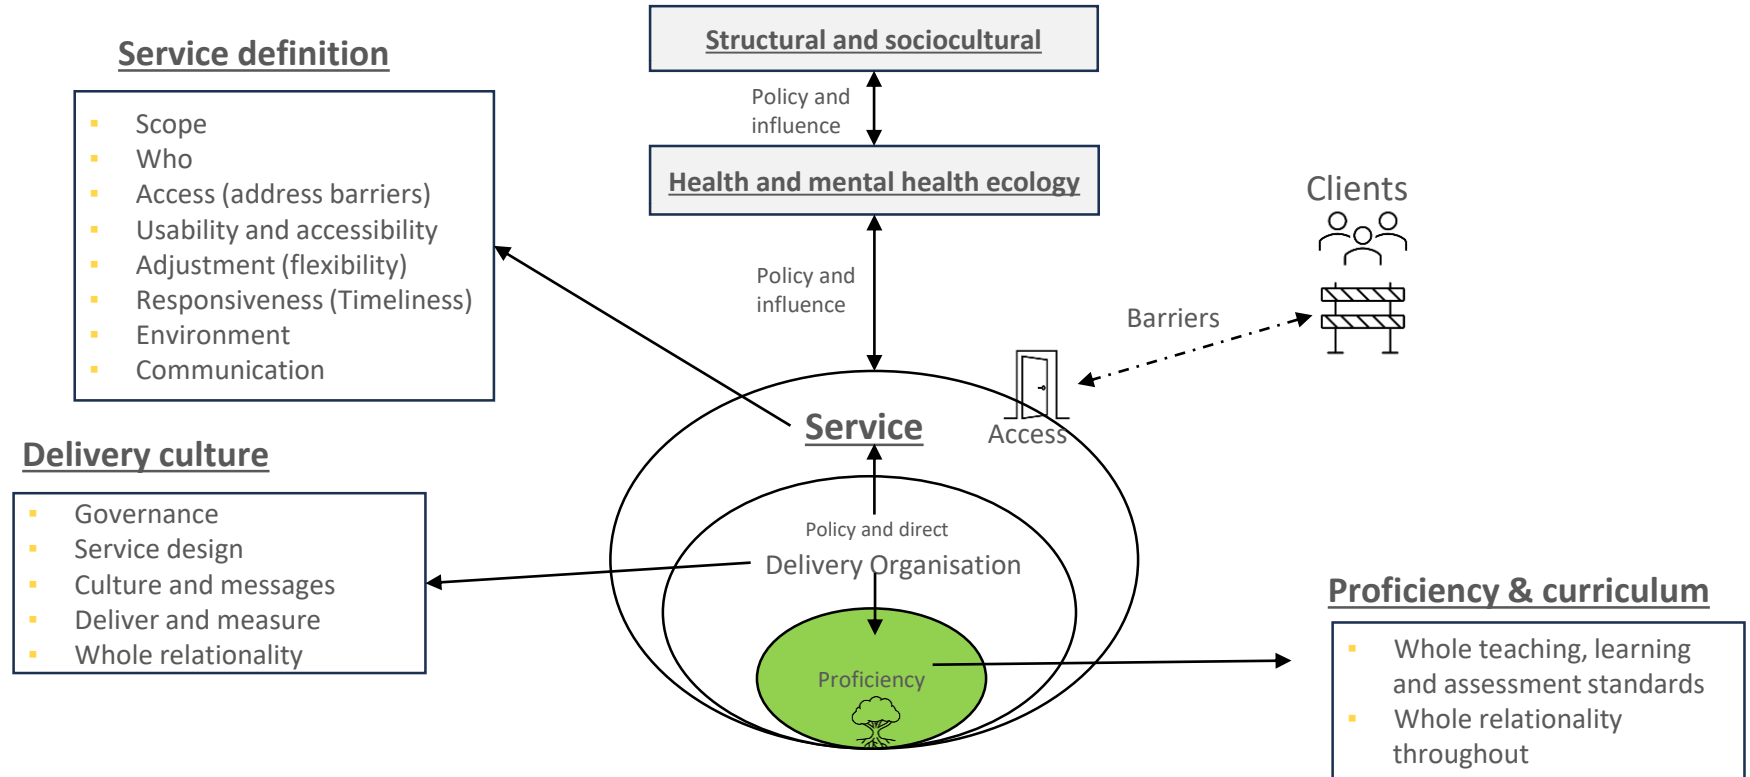 Structural and sociocultural
Service definition
Policy and
influence
Scope
Who
Access (address barriers)
Usability and accessibility
Adjustment (flexibility)
Responsiveness (Timeliness)
Environment
Communication
Health and mental health ecology
Clients
Policy and
influence
Barriers
Service
Access
Delivery culture
Governance
Service design
Culture and messages
Deliver and measure
Whole relationality
Policy and direct
Delivery Organisation
Proficiency
Proficiency & curriculum
Whole teaching, learning
and assessment standards
Whole relationality
throughout